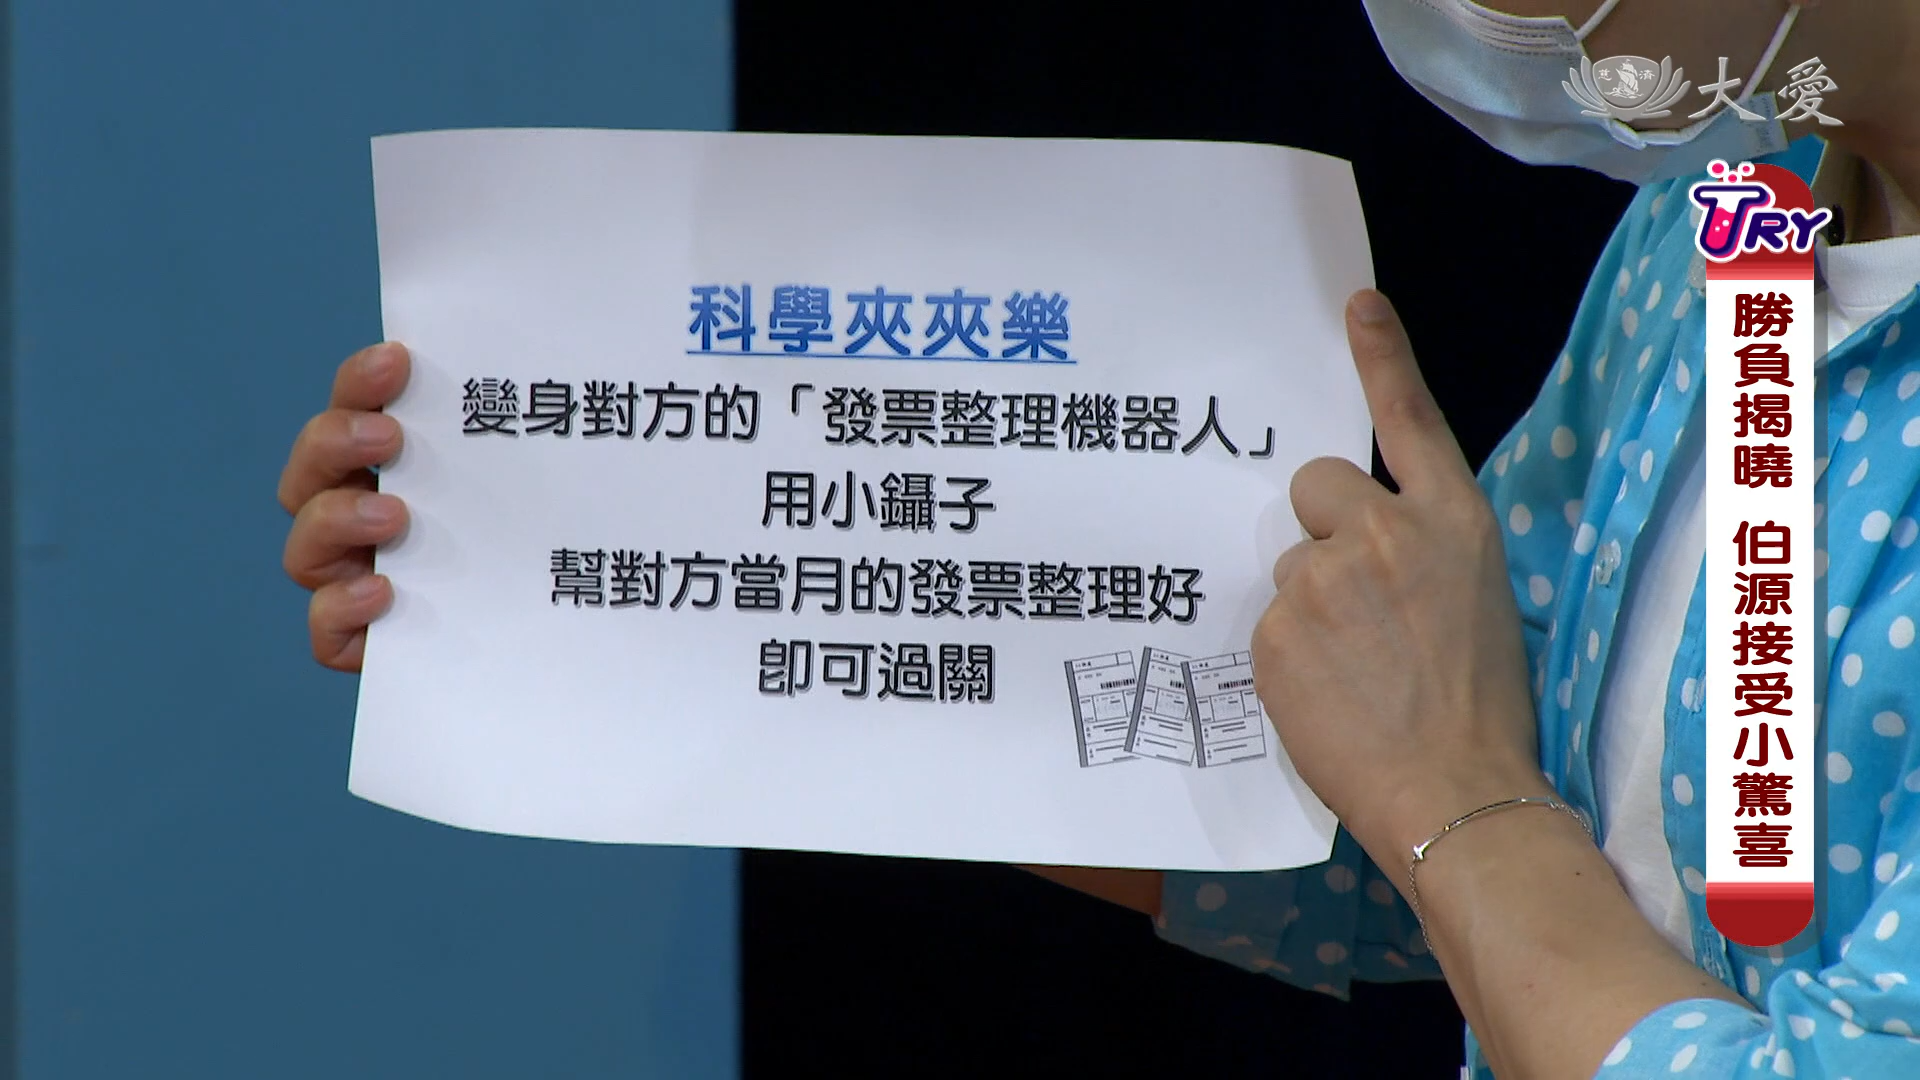 科學夾夾樂
變身對方的「發票整理機器人」
用小鑷子
幫對方當月的發票整理好
即可過關
慈濟
大愛
TRY
勝負揭曉 伯源接受小驚喜